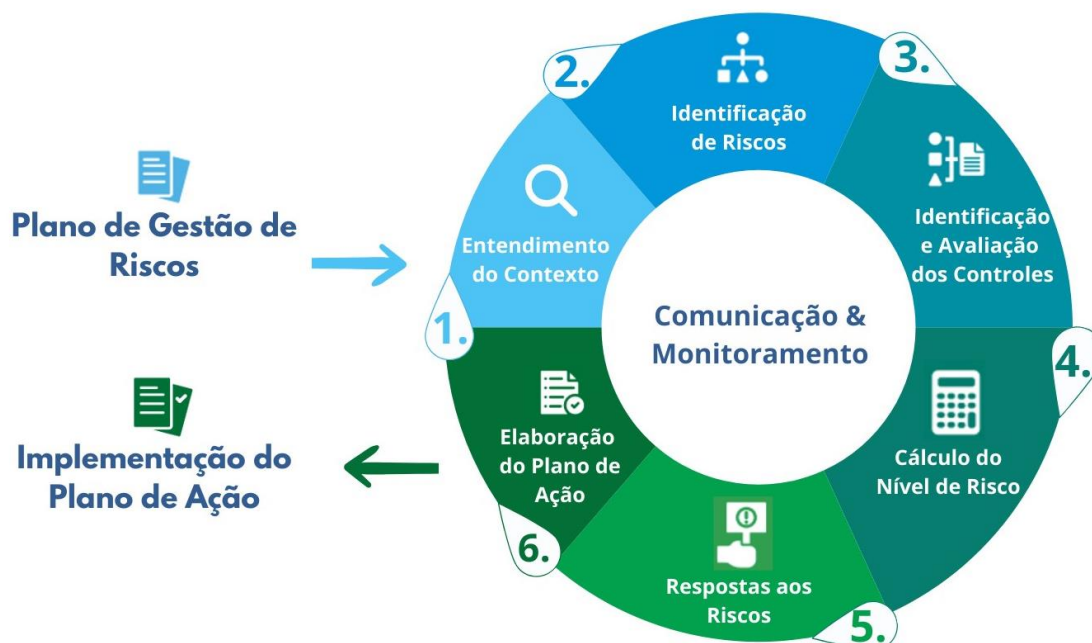 Plano de Gestão de
Riscos
1.
Entendimento
do Contexto
2.
Identificação
de Riscos
3.
Identificação
e Avaliação
dos Controles
4.
Cálculo do
Nível de Risco
5.
Respostas aos
Riscos
6.
Elaboração
do Plano de
Ação
Implementação do
Plano de Ação
Comunicação &
Monitoramento